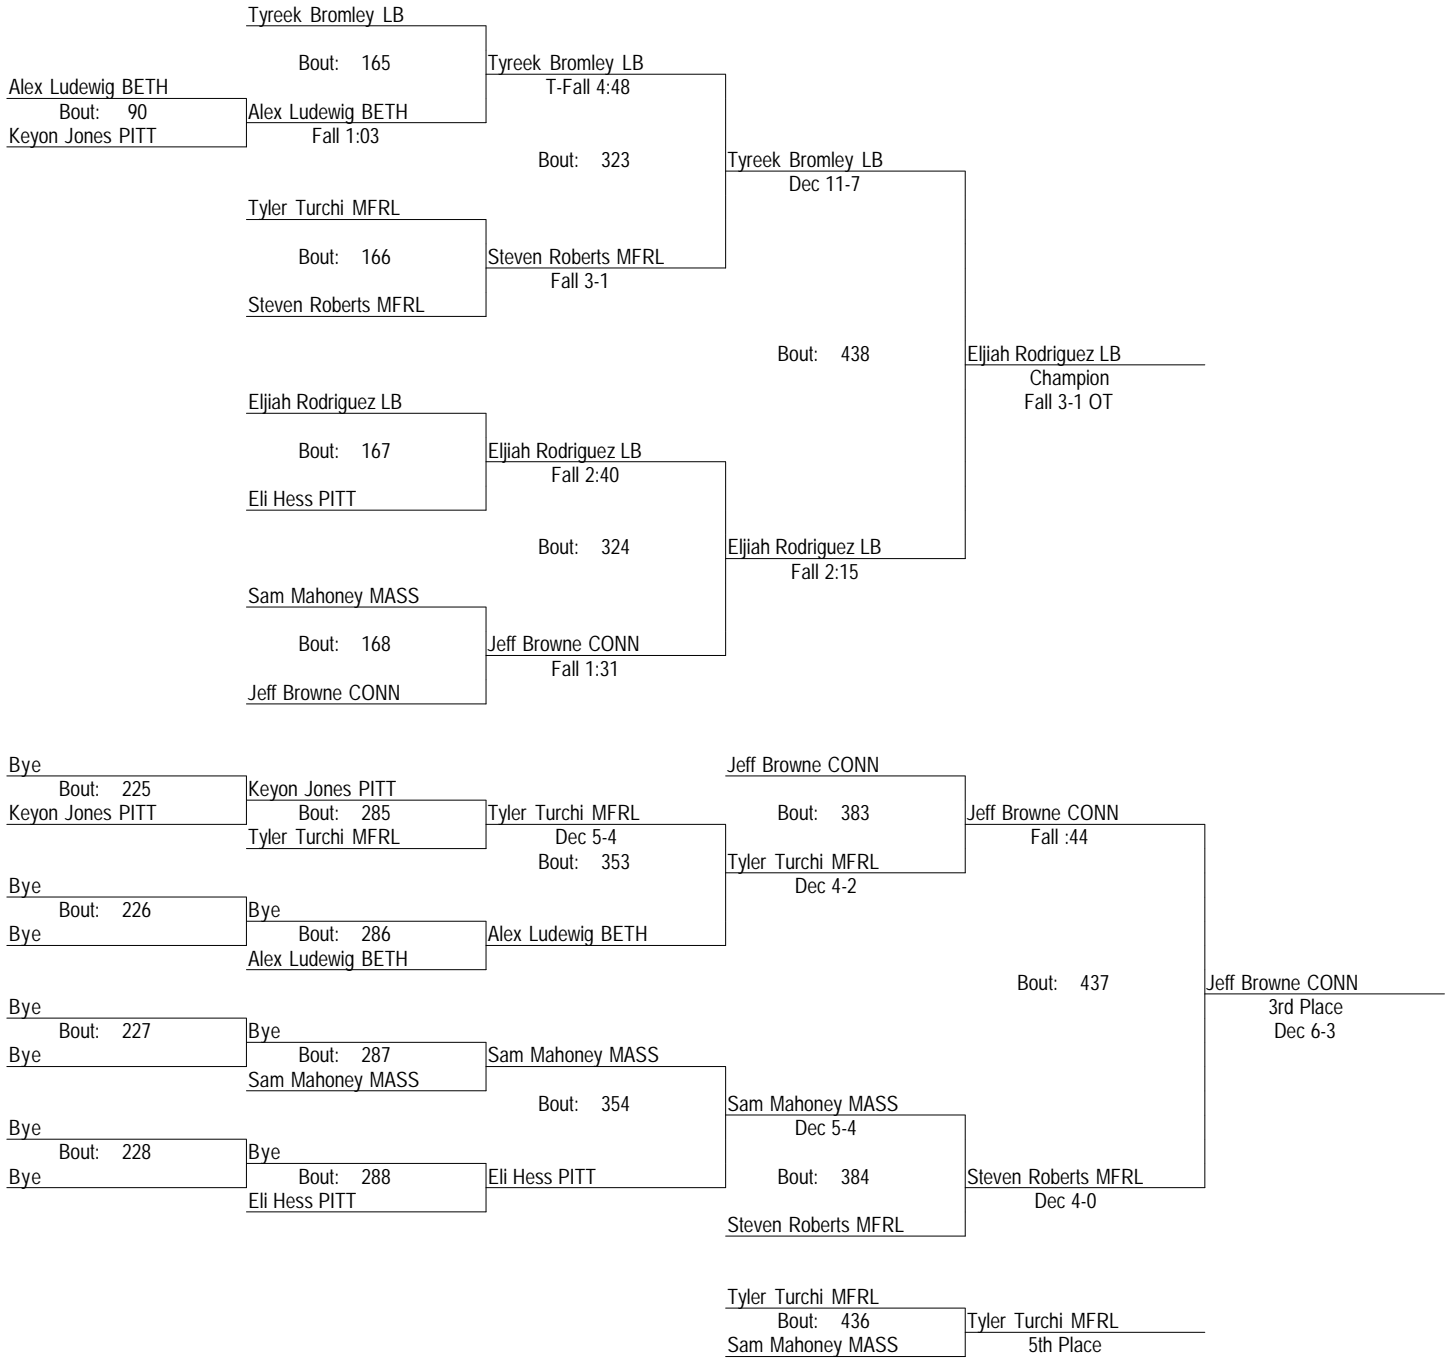 Tyreek Bromley LB
Bout: 165
Tyreek Bromley LB
T-Fall 4:48
Alex Ludewig BETH
Bout: 90
Keyon Jones PITT
Alex Ludewig BETH
Fall 1:03
Bout: 323
Tyreek Bromley LB
Dec 11-7
Tyler Turchi MFRL
Bout: 166
Steven Roberts MFRL
Fall 3-1
Steven Roberts MFRL
Bout: 438
Eljiah Rodriguez LB
Champion
Fall 3-1 OT
Eljiah Rodriguez LB
Bout: 167
Eljiah Rodriguez LB
Fall 2:40
Eli Hess PITT
Bout: 324
Eljiah Rodriguez LB
Fall 2:15
Sam Mahoney MASS
Bout: 168
Jeff Browne CONN
Fall 1:31
Jeff Browne CONN
Bye
Bout: 225
Keyon Jones PITT
Keyon Jones PITT
Bout: 285
Tyler Turchi MFRL
Tyler Turchi MFRL
Dec 5-4
Bout: 353
Jeff Browne CONN
Bout: 383
Tyler Turchi MFRL
Dec 4-2
Jeff Browne CONN
Fall :44
Bye
Bout: 226
Bye
Bye
Bout: 286
Alex Ludewig BETH
Alex Ludewig BETH
Bout: 437
Jeff Browne CONN
3rd Place
Dec 6-3
Bye
Bout: 227
Bye
Bye
Bout: 287
Sam Mahoney MASS
Sam Mahoney MASS
Bout: 354
Sam Mahoney MASS
Dec 5-4
Bye
Bout: 228
Bye
Bye
Bout: 288
Eli Hess PITT
Eli Hess PITT
Bout: 384
Steven Roberts MFRL
Steven Roberts MFRL
Dec 4-0
Tyler Turchi MFRL
Bout: 436
Sam Mahoney MASS
Tyler Turchi MFRL
5th Place